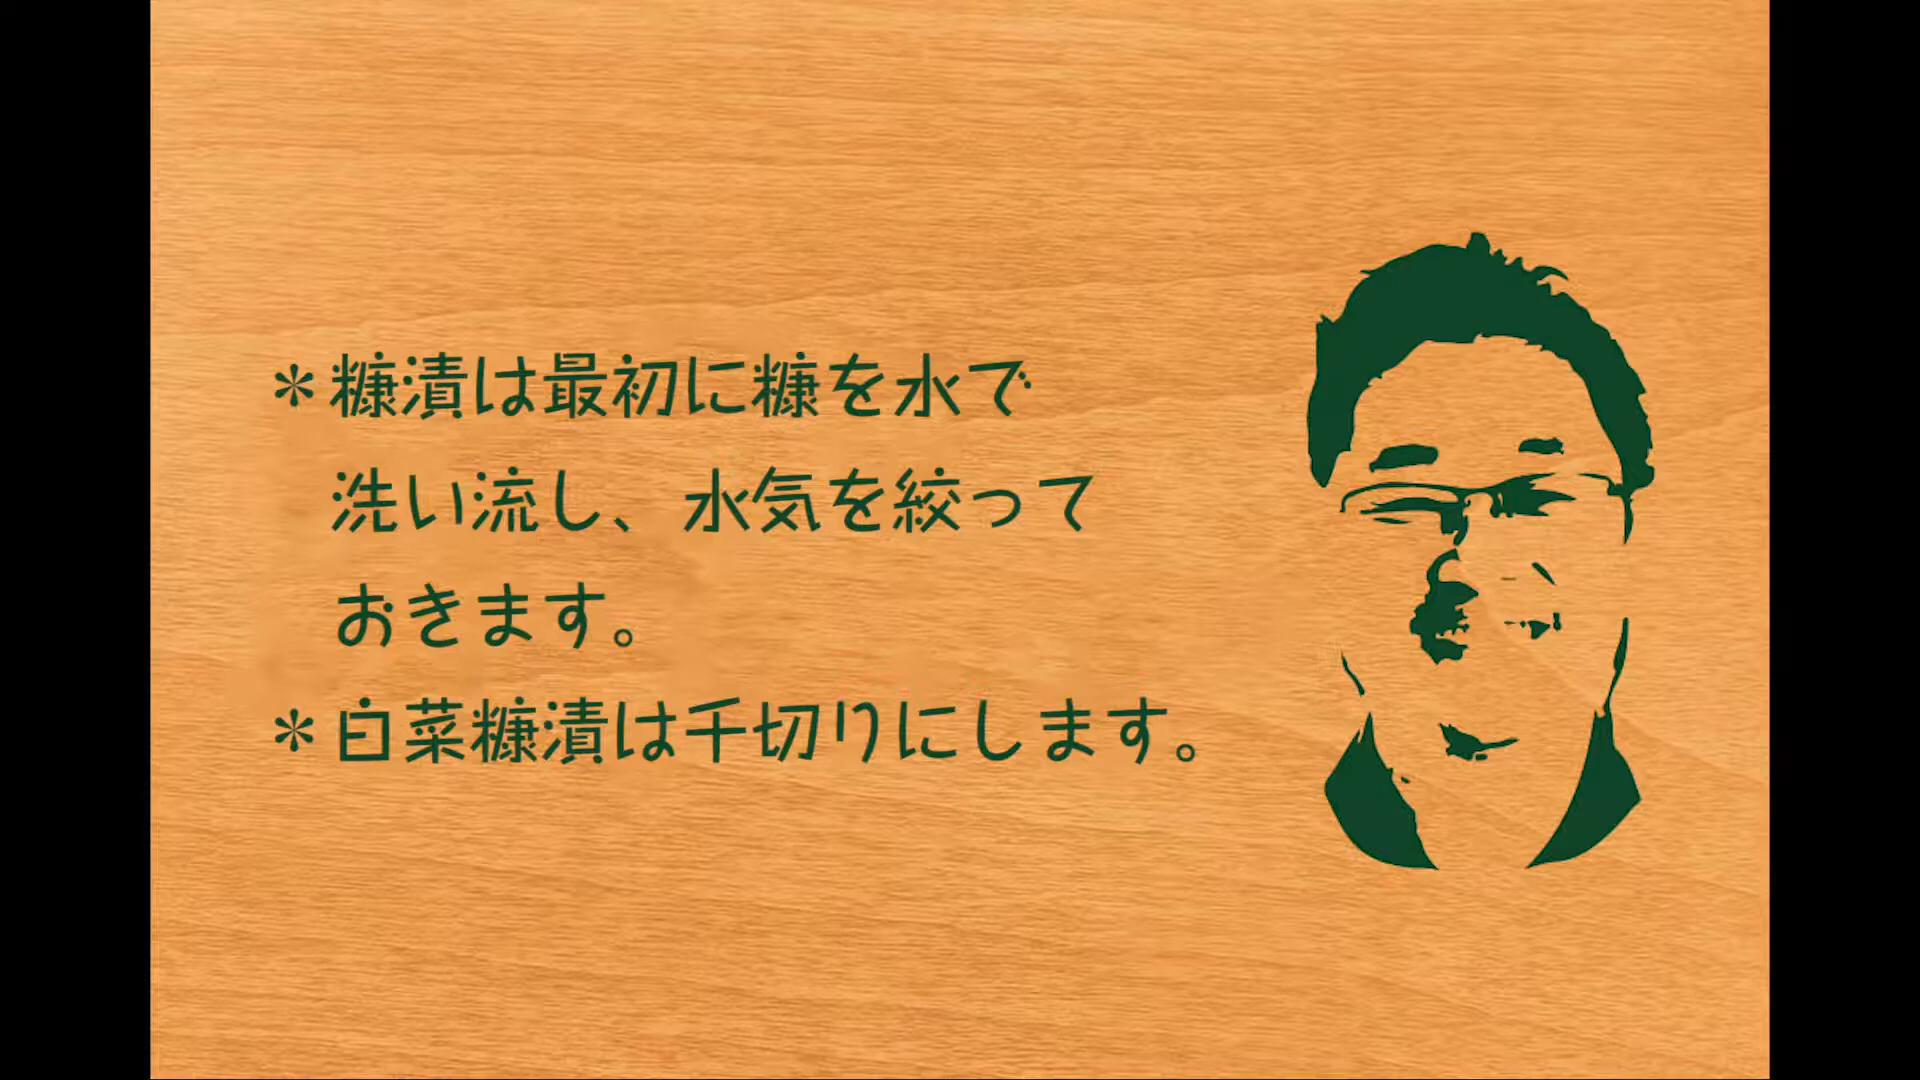 ＊糠漬は最初に糠を水で
洗い流し、水気を絞って
おきます。
＊白菜糠漬は千切りにします。